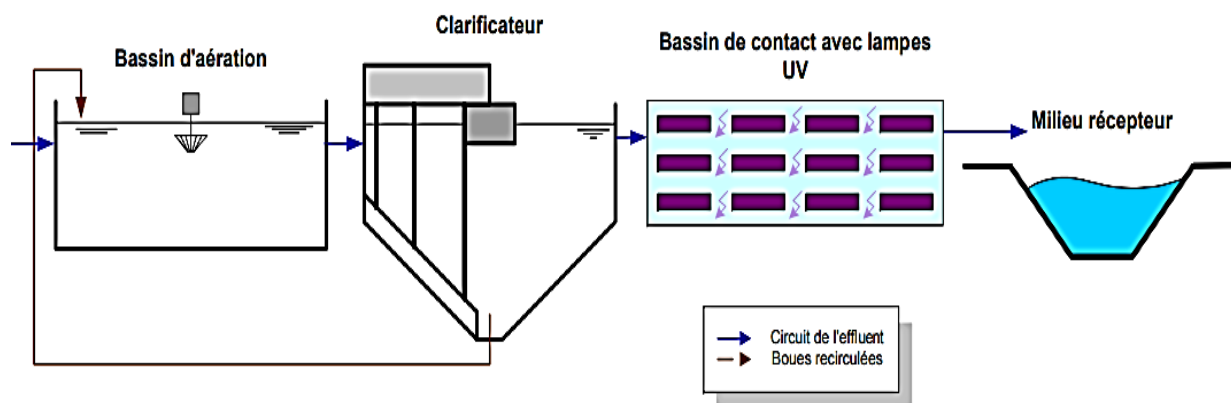 Bassin d'aération
Clarificateur
Bassin de contact avec lampes
UV
Milieu récepteur
Circuit de l'effluent
Boues recirculées